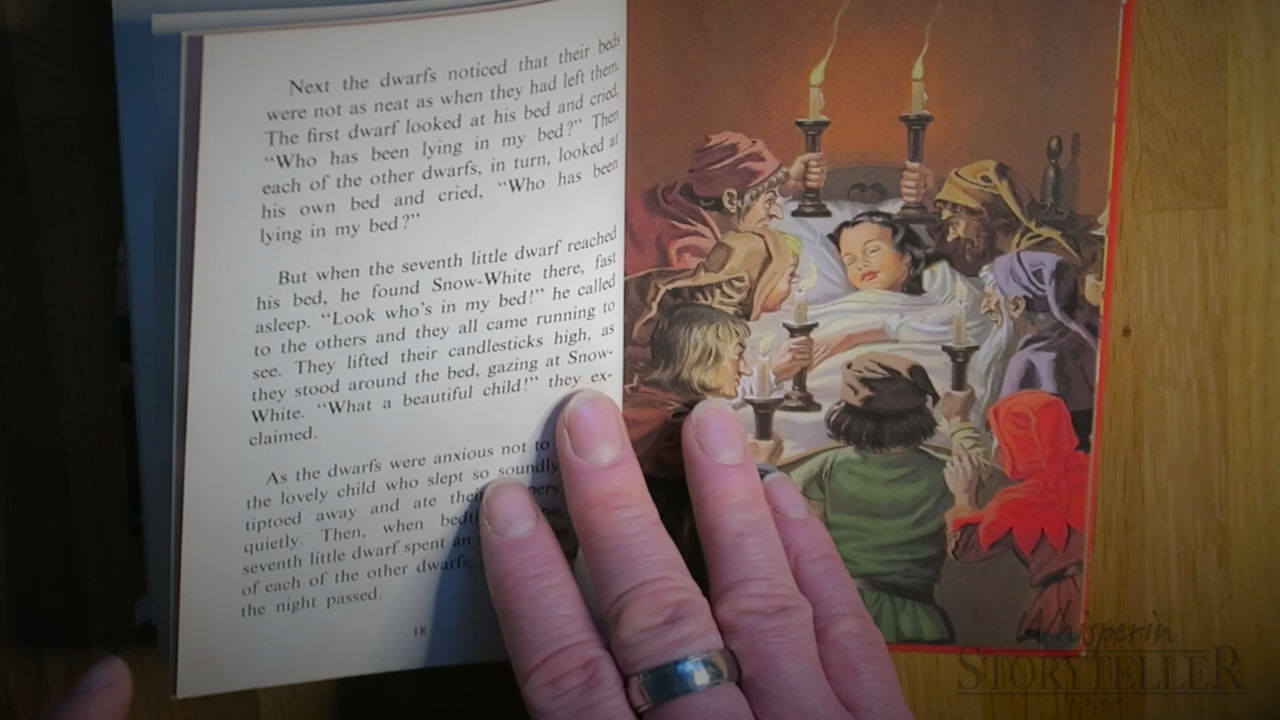 Next the dwarfs noticed that their beds
were not as neat as when they had left them.
The first dwarf looked at his bed and cried,
“Who has been lying in my bed?” Then
each of the other dwarfs, in turn, looked at
his own bed and cried, “Who has been
lying in my bed?”
But when the seventh little dwarf reached
his bed, he found Snow-White there, fast
asleep. “Look who’s in my bed!” he called
to the others and they all came running to
see. They lifted their candlesticks high, as
they stood around the bed, gazing at Snow-
White. “What a beautiful child!” they ex-
claimed.
As the dwarfs were anxious not to
the lovely child who slept so soundly
tiptoed away and ate their
quietly. Then, when
seventh little dwarf spent an
of each of the other dwarfs,
the night passed.
18
Whisperin
STORYTELLER
ASMR